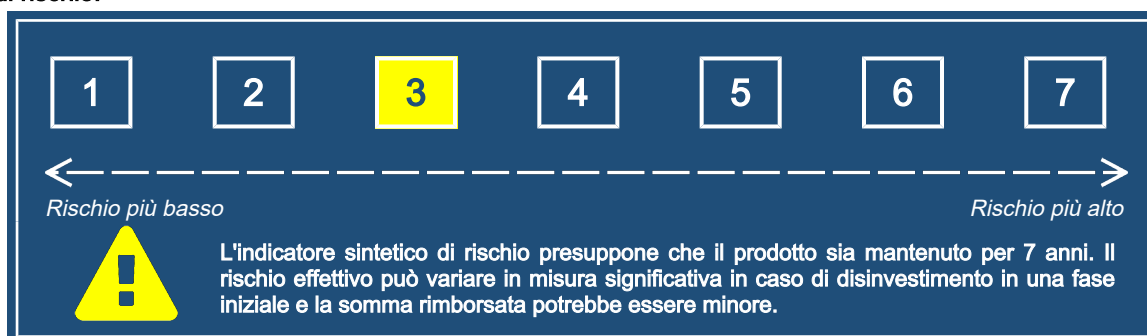 1 2 3 4 5 6 7
Rischio più basso Rischio più alto
L'indicatore sintetico di rischio presuppone che il prodotto sia mantenuto per 7 anni. Il
rischio effettivo può variare in misura significativa in caso di disinvestimento in una fase
iniziale e la somma rimborsata potrebbe essere minore.